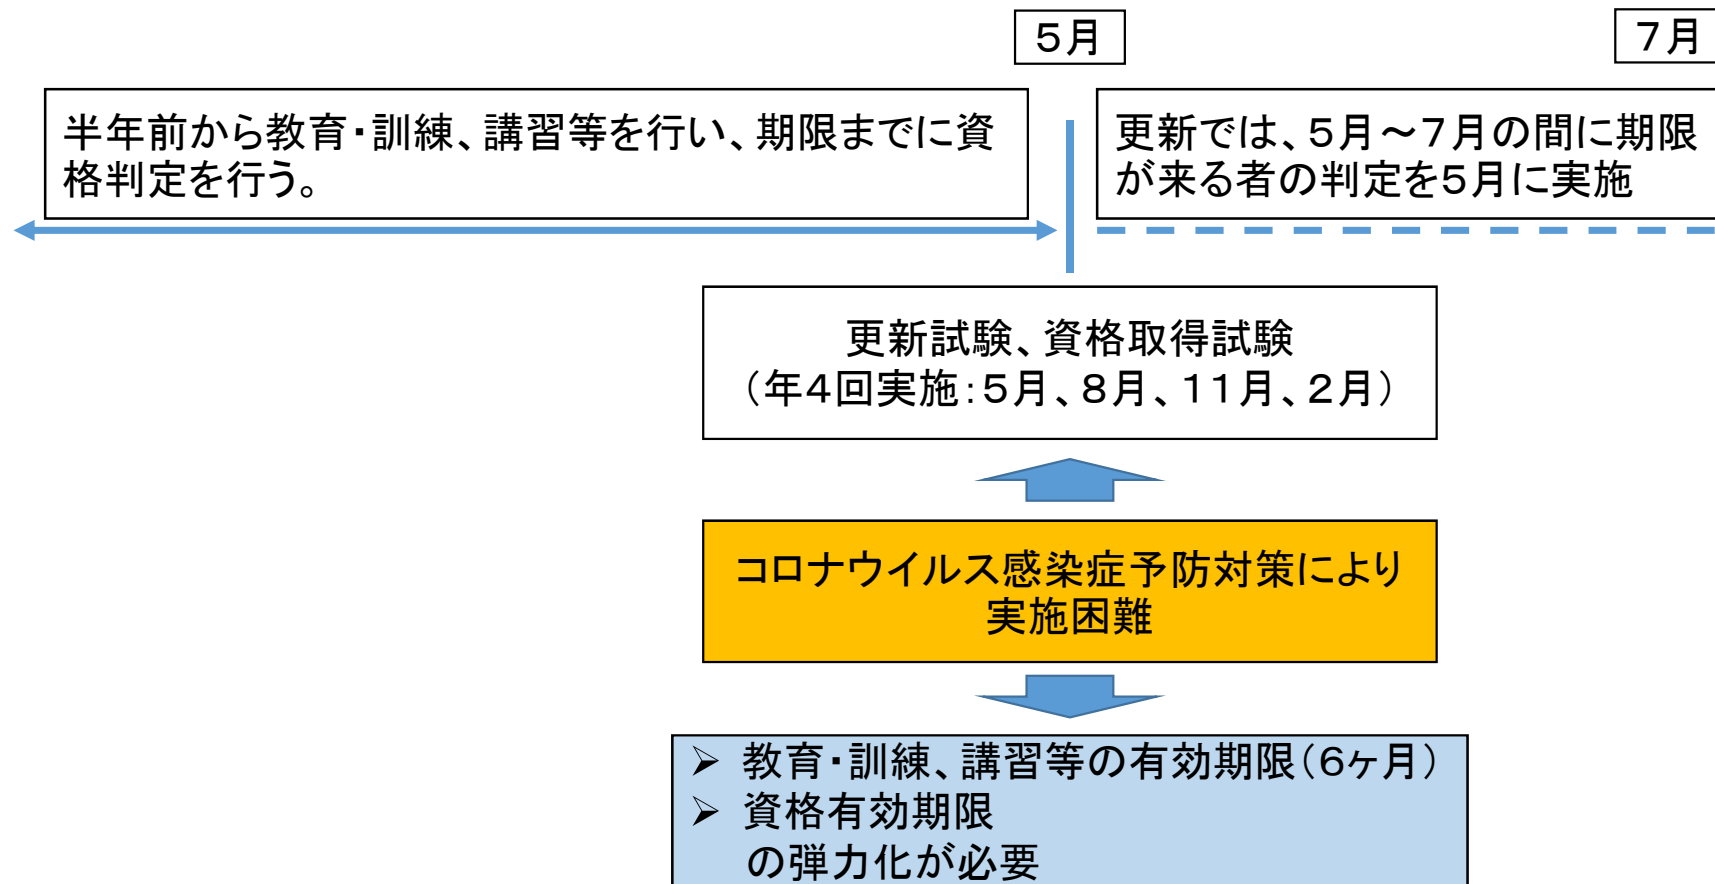 ５月
７月
半年前から教育・訓練、講習等を行い、期限までに資
格判定を行う。
更新では、５月～７月の間に期限
が来る者の判定を５月に実施
更新試験、資格取得試験
（年４回実施：５月、８月、１１月、２月）
コロナウイルス感染症予防対策により
実施困難
➢ 教育・訓練、講習等の有効期限（６ヶ月）
➢ 資格有効期限
の弾力化が必要